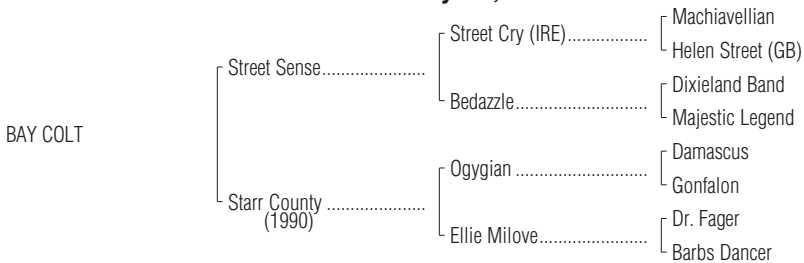 Machiavellian
Street Cry (IRE)..................
Helen Street (GB)
Street Sense.......................
Dixieland Band
Bedazzle.............................
Majestic Legend
BAY COLT
Damascus
Ogygian .............................
Gonfalon
Starr County .....................
(1990)
Dr. Fager
Ellie Milove........................
Barbs Dancer